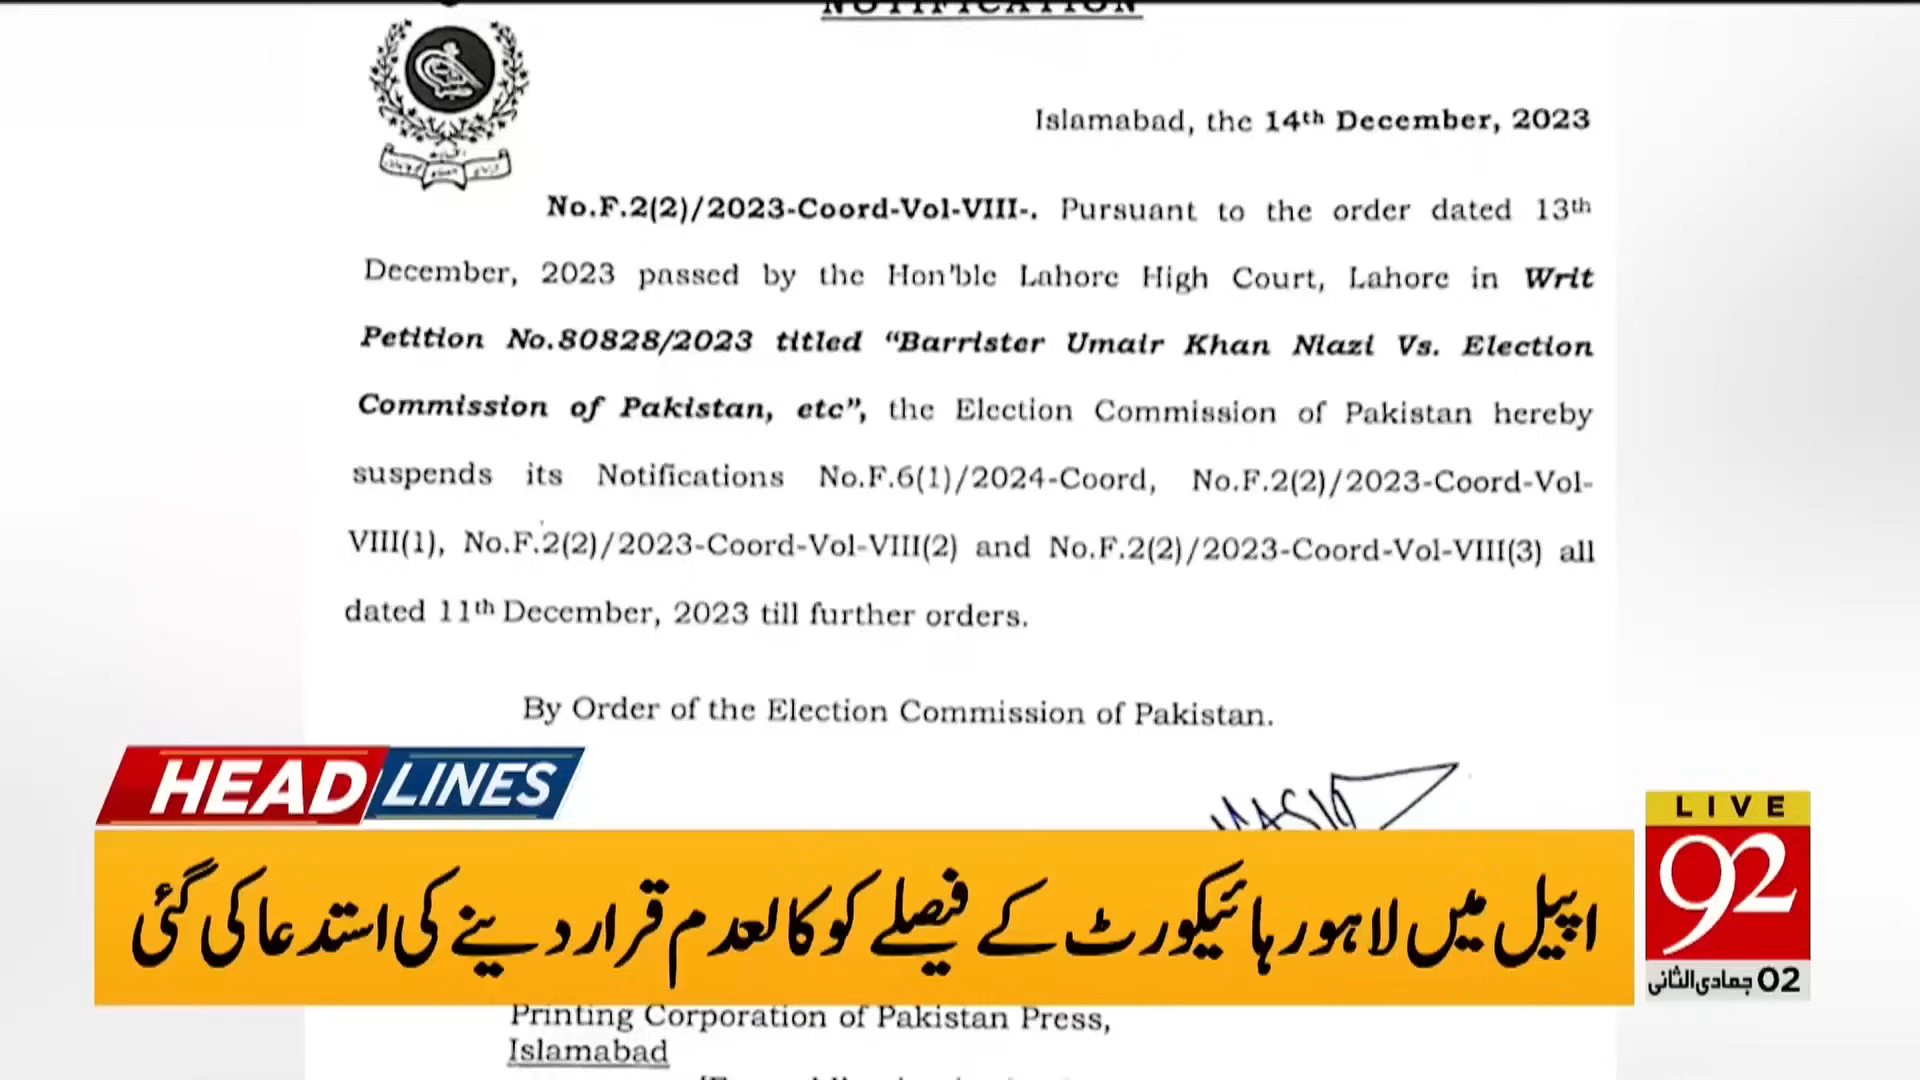 NOTIFICATION
Islamabad, the 14th December, 2023
No.F.2(2)/2023-Coord-Vol-VIII-. Pursuant to the order dated 13th
December, 2023 passed by the Hon'ble Lahore High Court, Lahore in Writ
Petition No.80828/2023 titled “Barrister Umair Khan Niazi Vs. Election
Commission of Pakistan, etc”, the Election Commission of Pakistan hereby
suspends its Notifications No.F.6(1)/2024-Coord, No.F.2(2)/2023-Coord-Vol-
VIII(1), No.F.2(2)/2023-Coord-Vol-VIII(2) and No.F.2(2)/2023-Coord-Vol-VIII(3) all
dated 11th December, 2023 till further orders.
By Order of the Election Commission of Pakistan.
HEADLINES
LIVE
92
اپیل میں لاہور ہائیکورٹ کے فیصلے کو کالعدم قرار دینے کی استدعا کی گئی
02 جمادی الثانی
Printing Corporation of Pakistan Press,
Islamabad